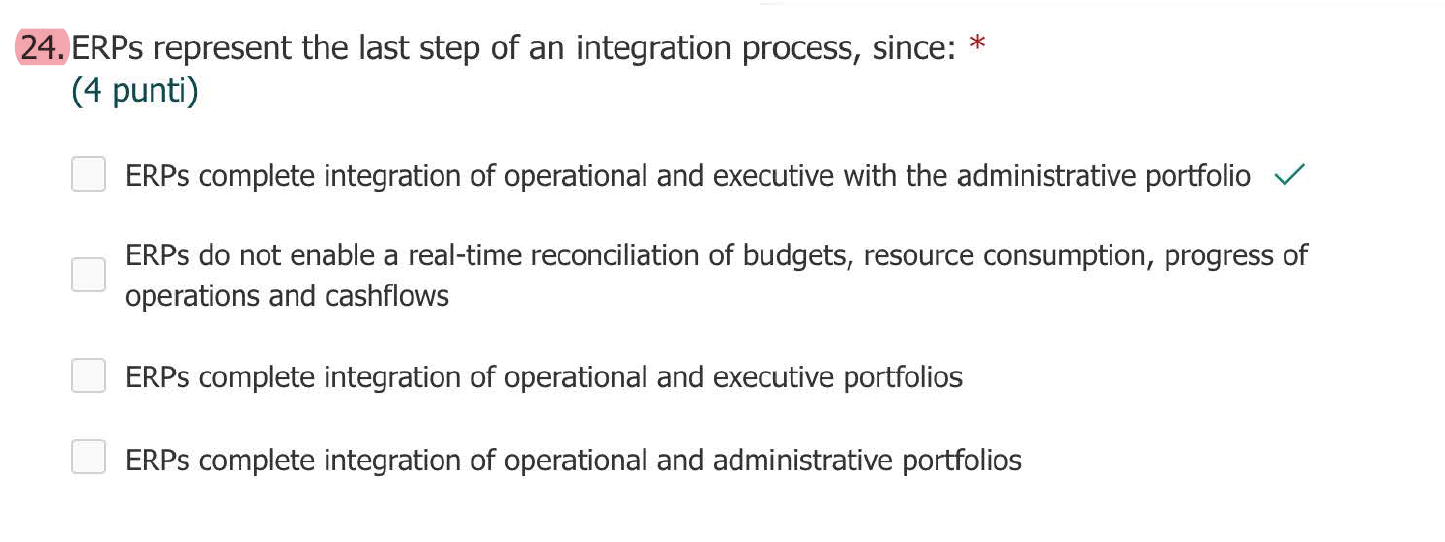 24. ERPs represent the last step of an integration process, since: *
(4 punti)
ERPs complete integration of operational and executive with the administrative portfolio
ERPs do not enable a real-time reconciliation of budgets, resource consumption, progress of
operations and cashflows
ERPs complete integration of operational and executive portfolios
ERPs complete integration of operational and administrative portfolios